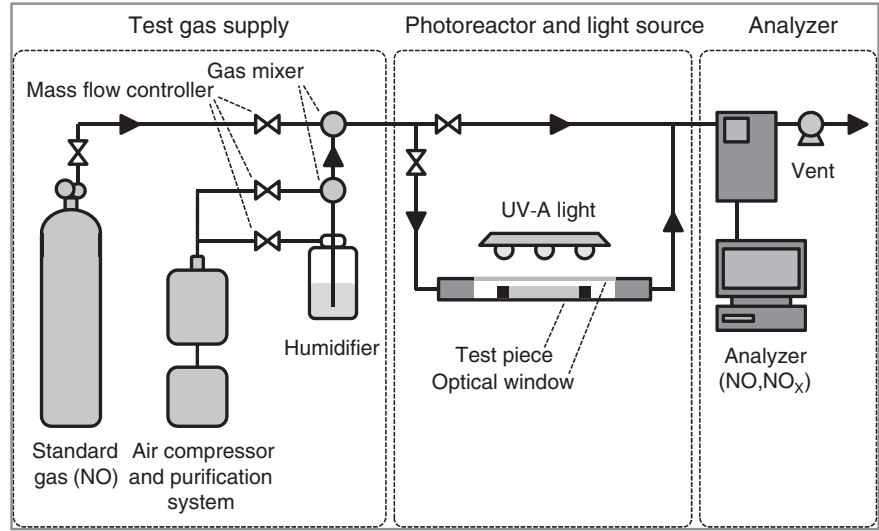 Test gas supply
Photoreactor and light source
Analyzer
Gas mixer
Mass flow controller
Vent
UV-A light
Humidifier
Test piece
Optical window
Analyzer
(NO,NOX)
Standard
gas (NO)
Air compressor
and purification
system